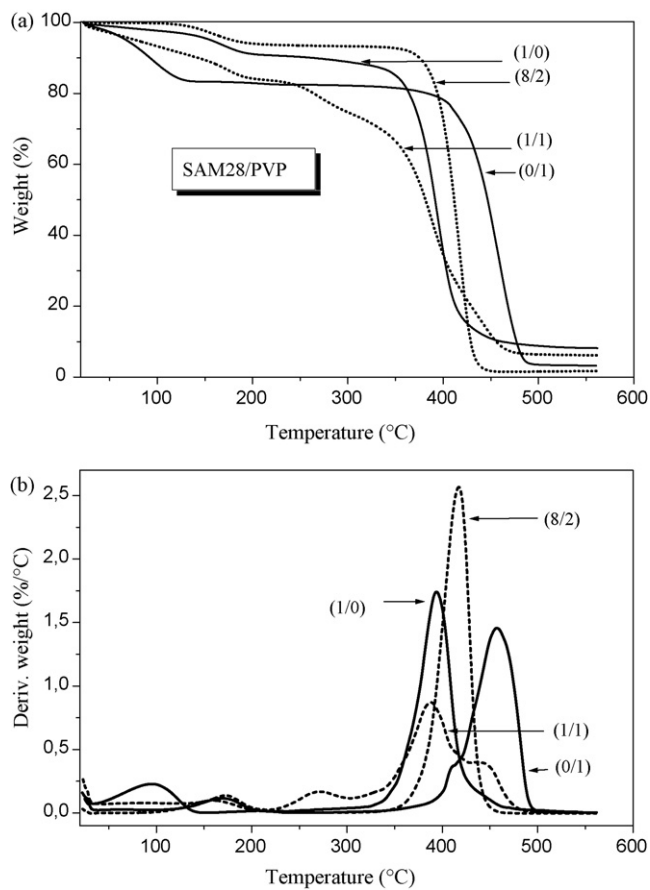 (a)
100
80
60
40
20
0
Weight (%)
(1/0)
(8/2)
(1/1)
(0/1)
SAM28/PVP
100 200 300 400 500 600
Temperature (°C)
(b)
2,5
2,0
1,5
1,0
0,5
0,0
Deriv. weight (%/°C)
(8/2)
(1/0)
(1/1)
(0/1)
100 200 300 400 500 600
Temperature (°C)